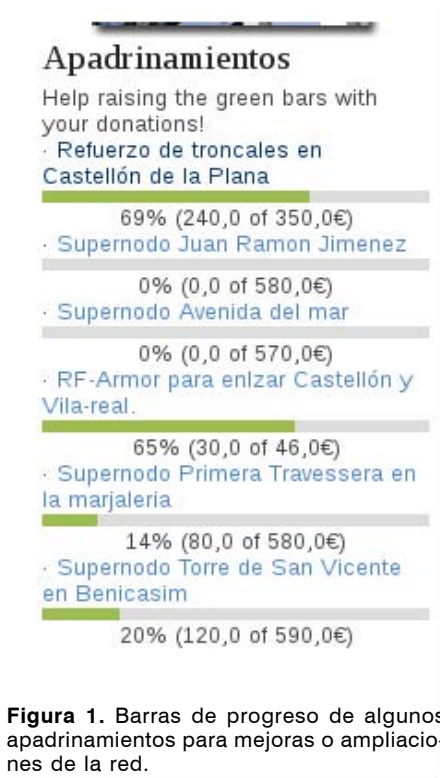 Apadrinamientos
Help raising the green bars with
your donations!
· Refuerzo de troncales en
Castellón de la Plana
69% (240,0 of 350,0€)
· Supernodo Juan Ramon Jimenez
0% (0,0 of 580,0€)
· Supernodo Avenida del mar
0% (0,0 of 570,0€)
· RF-Armor para enlzar Castellón y
Vila-real.
65% (30,0 of 46,0€)
· Supernodo Primera Travessera en
la marjaleria
14% (80,0 of 580,0€)
· Supernodo Torre de San Vicente
en Benicasim
20% (120,0 of 590,0€)
Figura 1. Barras de progreso de algunos
apadrinamientos para mejoras o ampliacio-
nes de la red.